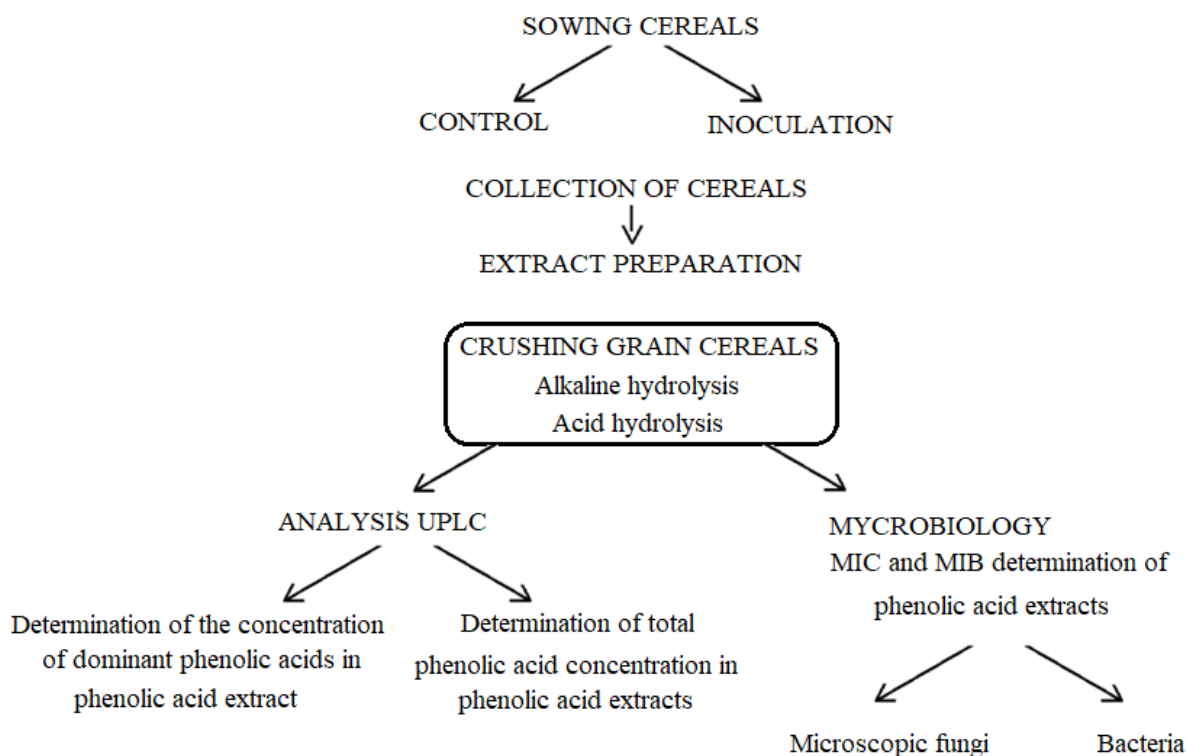 SOWING CEREALS
CONTROL
INOCULATION
COLLECTION OF CEREALS
EXTRACT PREPARATION
CRUSHING GRAIN CEREALS
Alkaline hydrolysis
Acid hydrolysis
ANALYSIS UPLC
Determination of the concentration
of dominant phenolic acids in
phenolic acid extract
Determination of total
phenolic acid concentration in
phenolic acid extracts
MYCROBIOLOGY
MIC and MIB determination of
phenolic acid extracts
Microscopic fungi
Bacteria